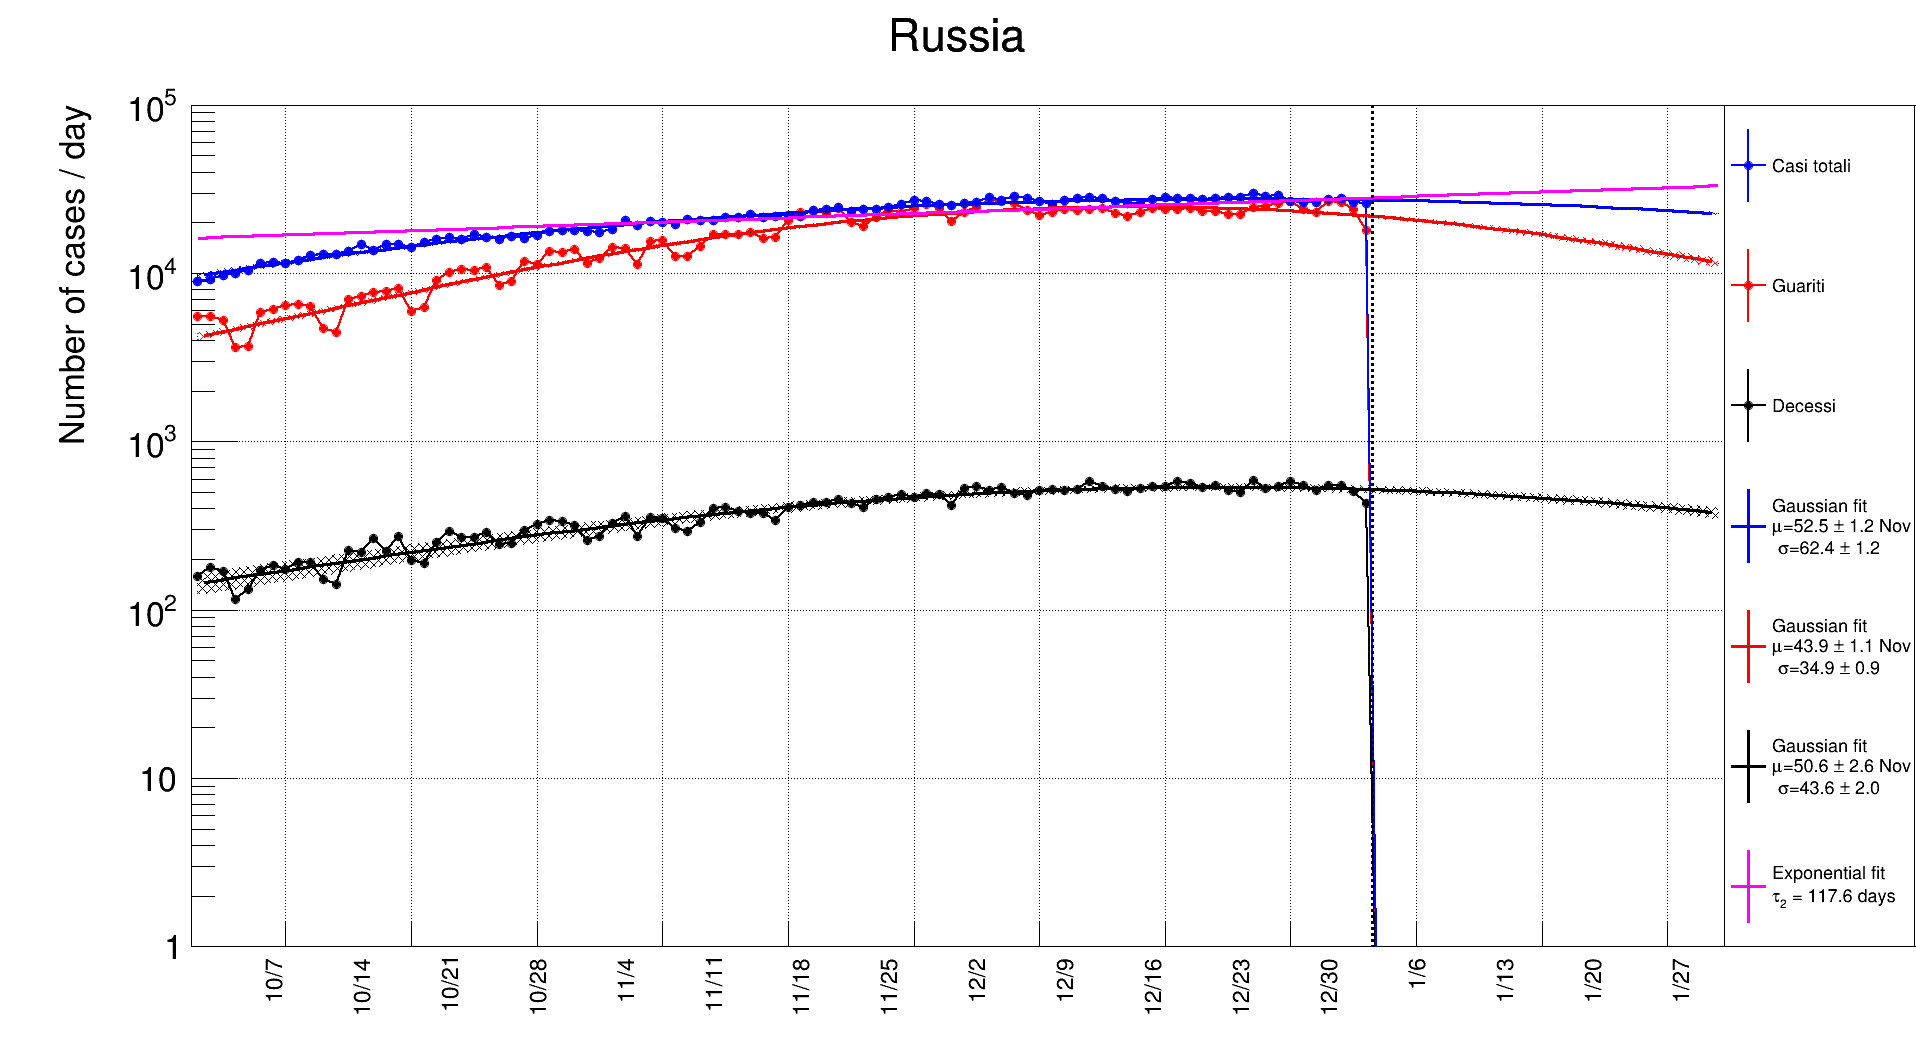 Russia
Number of cases / day
10^5
10^4
10^3
10^2
10
1
10/7 10/14 10/21 10/28 11/4 11/11 11/18 11/25 12/2 12/9 12/16 12/23 12/30 1/6 1/13 1/20 1/27
Casi totali
Guariti
Decessi
Gaussian fit
μ=52.5 ± 1.2 Nov
σ=62.4 ± 1.2
Gaussian fit
μ=43.9 ± 1.1 Nov
σ=34.9 ± 0.9
Gaussian fit
μ=50.6 ± 2.6 Nov
σ=43.6 ± 2.0
Exponential fit
τ₂ = 117.6 days